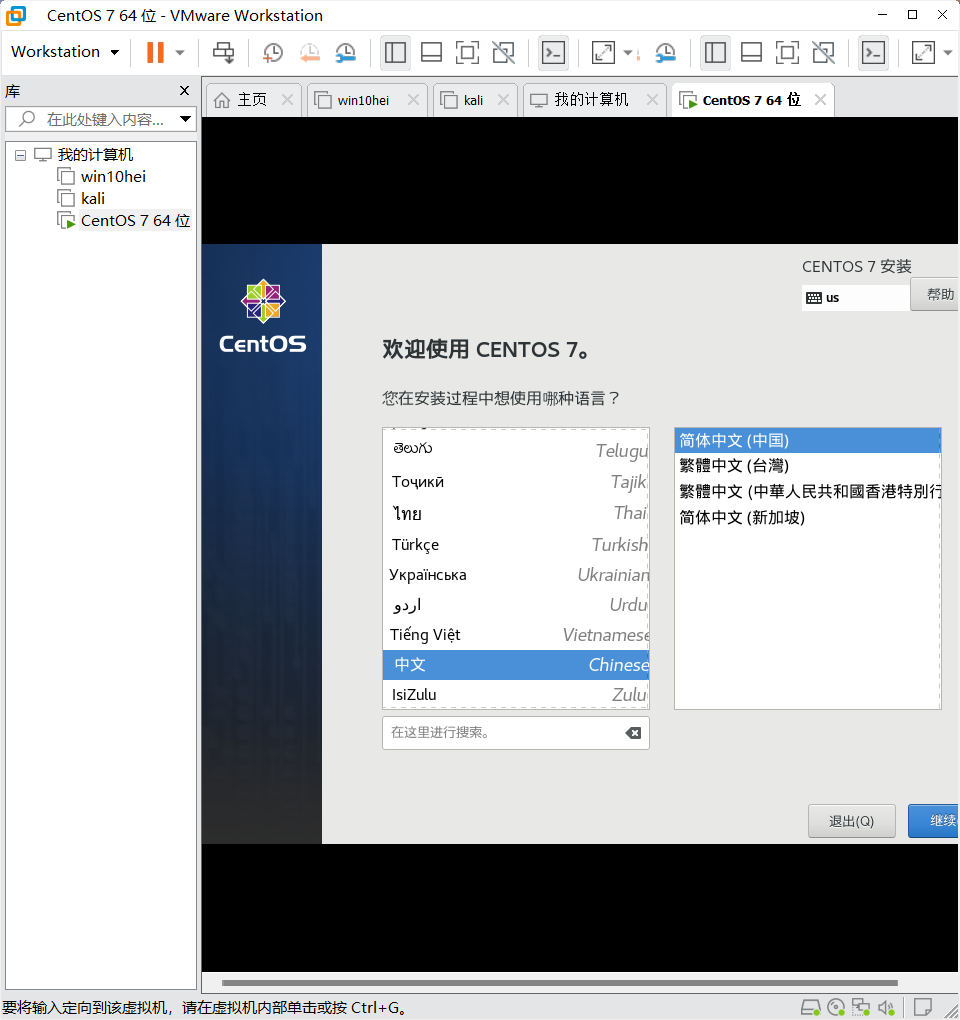 CentOS 7 64 位 - VMware Workstation
Workstation
库
主页
win10hei
kali
我的计算机
CentOS 7 64 位
在此处键入内容...
我的计算机
win10hei
kali
CentOS 7 64 位
CentOS
CENTOS 7 安装
us
帮助
欢迎使用 CENTOS 7。
您在安装过程中想使用哪种语言？
తెలుగు Telugu
Тоҷикӣ Tajik
ไทย Thai
Türkçe Turkish
Українська Ukrainian
اردو Urdu
Tiếng Việt Vietnamese
中文 Chinese
IsiZulu Zulu
简体中文 (中国)
繁體中文 (台灣)
繁體中文 (中華人民共和國香港特別行
简体中文 (新加坡)
在这里进行搜索。
退出(Q)
继续
要将输入定向到该虚拟机，请在虚拟机内部单击或按 Ctrl+G。